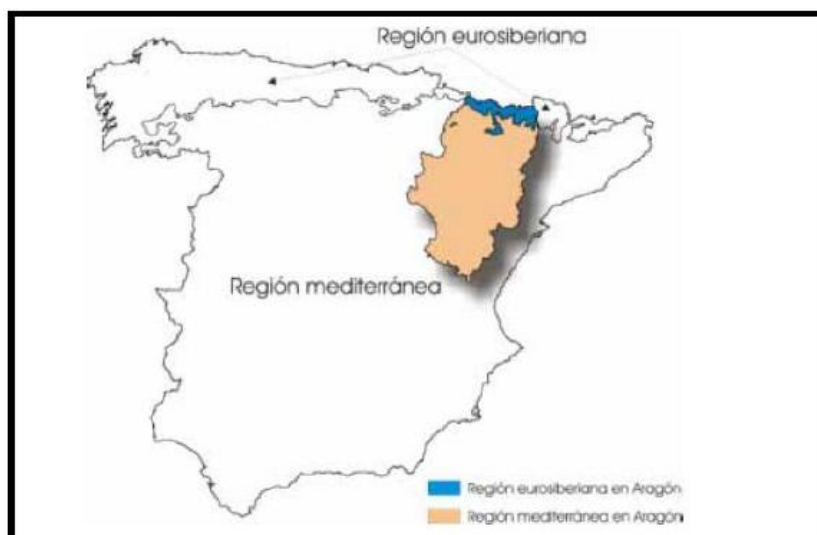 Región eurosiberiana
Región mediterránea
Región eurosiberiana en Aragón
Región mediterránea en Aragón